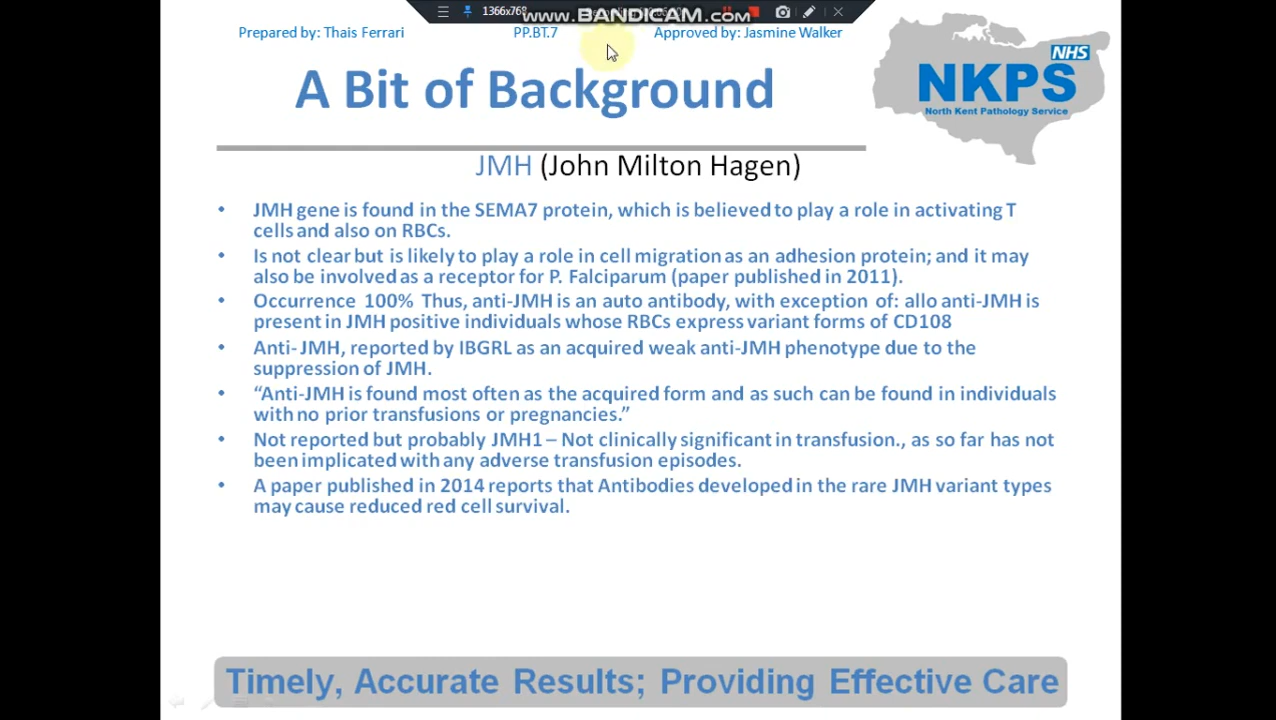 1366x768
www.BANDICAM.com
Prepared by: Thais Ferrari
PP.BT.7
Approved by: Jasmine Walker
NHS
NKPS
North Kent Pathology Service
A Bit of Background
JMH (John Milton Hagen)
• JMH gene is found in the SEMA7 protein, which is believed to play a role in activating T
cells and also on RBCs.
• Is not clear but is likely to play a role in cell migration as an adhesion protein; and it may
also be involved as a receptor for P. Falciparum (paper published in 2011).
• Occurrence 100% Thus, anti-JMH is an auto antibody, with exception of: allo anti-JMH is
present in JMH positive individuals whose RBCs express variant forms of CD108
• Anti- JMH, reported by IBGRL as an acquired weak anti-JMH phenotype due to the
suppression of JMH.
• “Anti-JMH is found most often as the acquired form and as such can be found in individuals
with no prior transfusions or pregnancies.”
• Not reported but probably JMH1 – Not clinically significant in transfusion., as so far has not
been implicated with any adverse transfusion episodes.
• A paper published in 2014 reports that Antibodies developed in the rare JMH variant types
may cause reduced red cell survival.
Timely, Accurate Results; Providing Effective Care